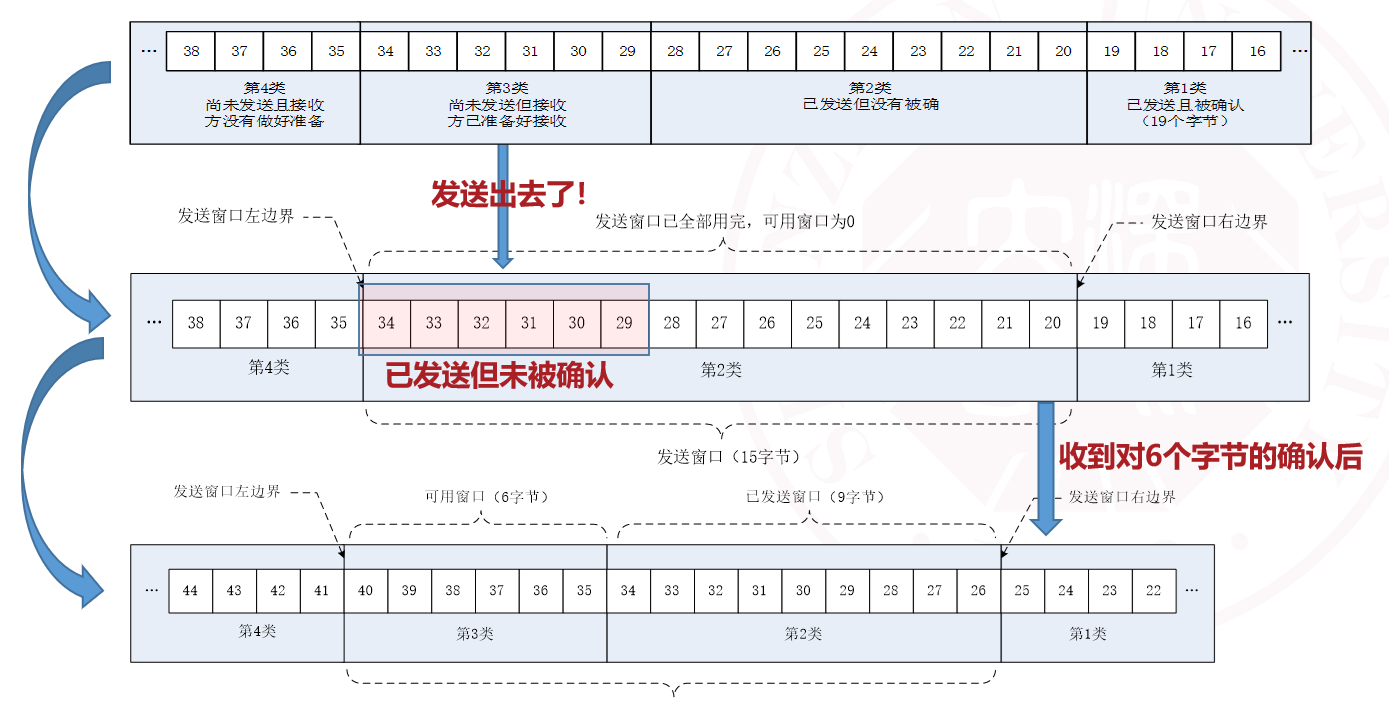 ··· 38 37 36 35 34 33 32 31 30 29 28 27 26 25 24 23 22 21 20 19 18 17 16 ···
第4类
尚未发送且接收
方没有做好准备
第3类
尚未发送但接收
方已准备好接收
第2类
已发送但没有被确
第1类
已发送且被确认
（19个字节）
发送出去了!
发送窗口左边界
发送窗口已全部用完，可用窗口为0
发送窗口右边界
··· 38 37 36 35 34 33 32 31 30 29 28 27 26 25 24 23 22 21 20 19 18 17 16 ···
第4类
已发送但未被确认
第2类
第1类
发送窗口（15字节）
收到对6个字节的确认后
发送窗口左边界
可用窗口（6字节）
已发送窗口（9字节）
发送窗口右边界
··· 44 43 42 41 40 39 38 37 36 35 34 33 32 31 30 29 28 27 26 25 24 23 22 ···
第4类
第3类
第2类
第1类